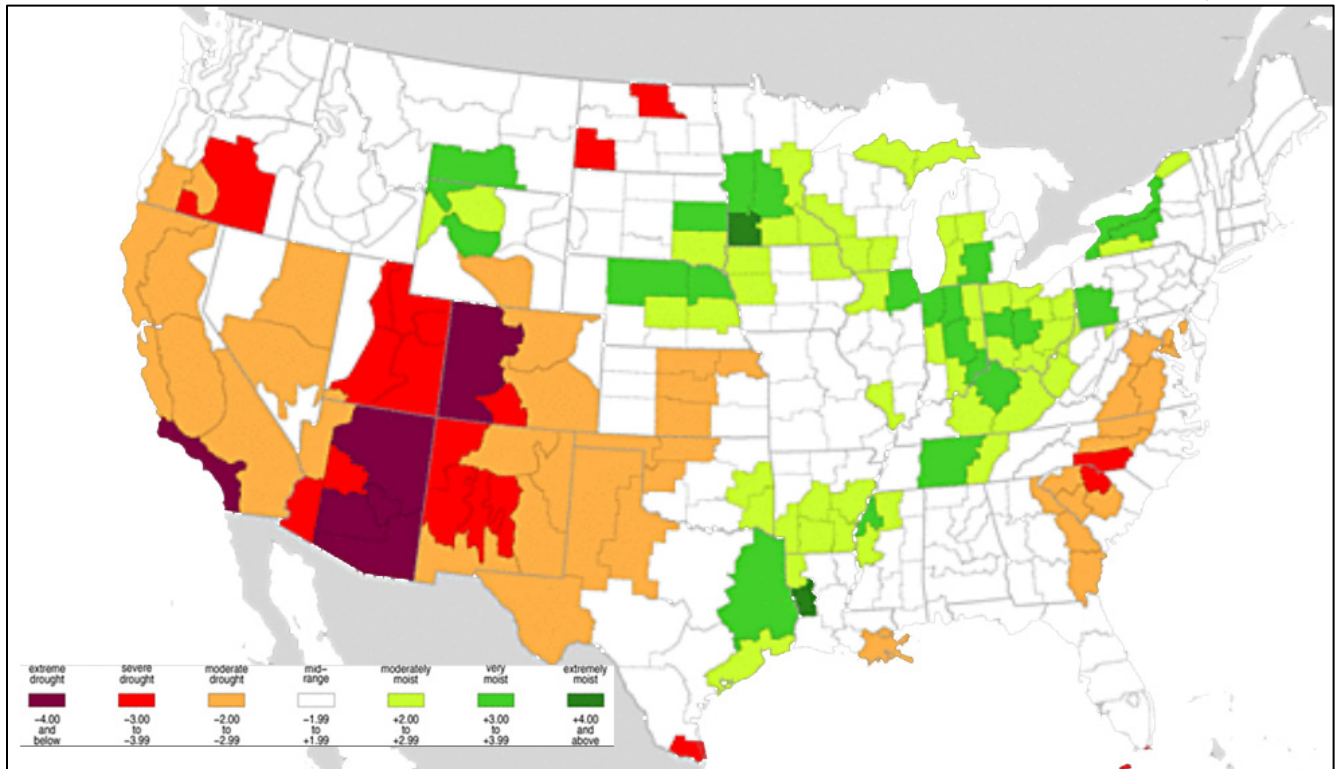 extreme drought
severe drought
moderate drought
mid- range
moderately moist
very moist
extremely moist
-4.00 and below
-3.00 to -3.99
-2.00 to -2.99
-1.99 to +1.99
+2.00 to +2.99
+3.00 to +3.99
+4.00 and above